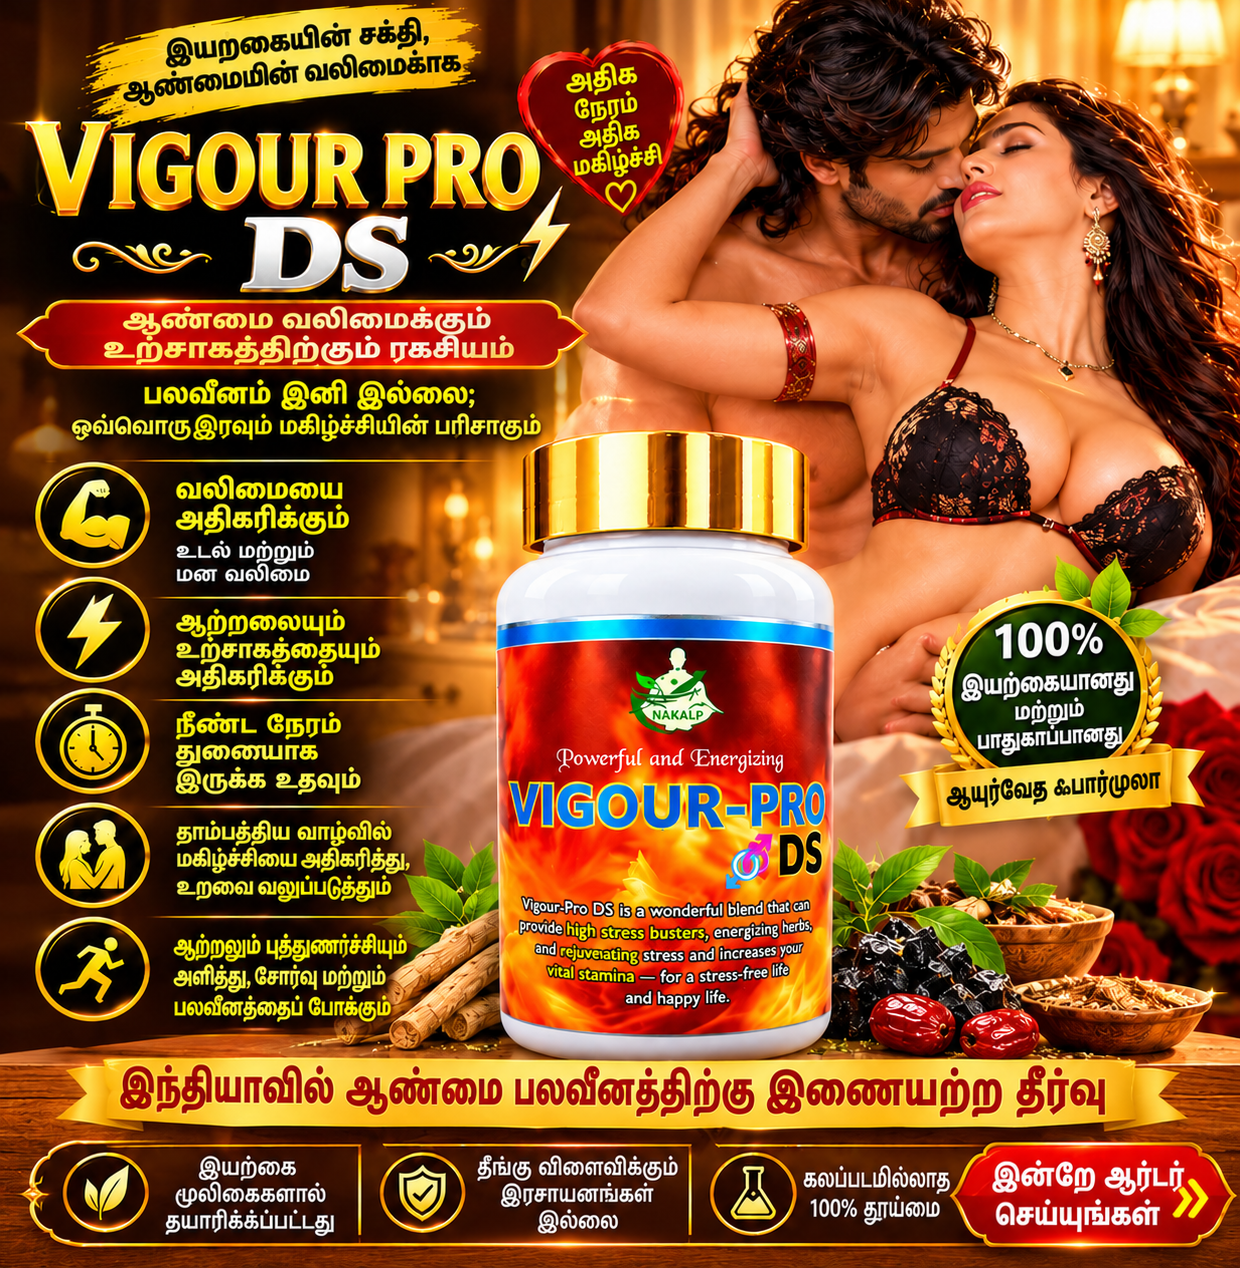 இயறகையின் சக்தி,
ஆண்மையின் வலிமைக்காக
VIGOUR PRO
DS
அதிக
நேரம்
அதிக
மகிழ்ச்சி
ஆண்மை வலிமைக்கும்
உற்சாகத்திற்கும் ரகசியம்
பலவீனம் இனி இல்லை;
ஒவ்வொரு இரவும் மகிழ்ச்சியின் பரிசாகும்
வலிமையை
அதிகரிக்கும்
உடல் மற்றும்
மன வலிமை
ஆற்றலையும்
உற்சாகத்தையும்
அதிகரிக்கும்
நீண்ட நேரம்
துனையாக
இருக்க உதவும்
தாம்பத்திய வாழ்வில்
மகிழ்ச்சியை அதிகரித்து,
உறவை வலுப்படுத்தும்
ஆற்றலும் புத்துணர்ச்சியும்
அளித்து, சோர்வு மற்றும்
பலவீனத்தைப் போக்கும்
NAKALP
Powerful and Energizing
VIGOUR-PRO
DS
Vigour-Pro DS is a wonderful blend that can
provide high stress busters, energizing herbs,
and rejuvelating stress and increases your
vital stamina — for a stress-free life
and happy life.
100%
இயற்கையானது
மற்றும்
பாதுகாப்பானது
ஆயுர்வேத ஃபார்முலா
இந்தியாவில் ஆண்மை பலவீனத்திற்கு இணையற்ற தீர்வு
இயற்கை
மூலிகைகளால்
தயாரிக்கப்பட்டது
தீங்கு விளைவிக்கும்
இரசாயனங்கள்
இல்லை
கலப்படமில்லாத
100% தூய்மை
இன்றே ஆர்டர்
செய்யுங்கள்